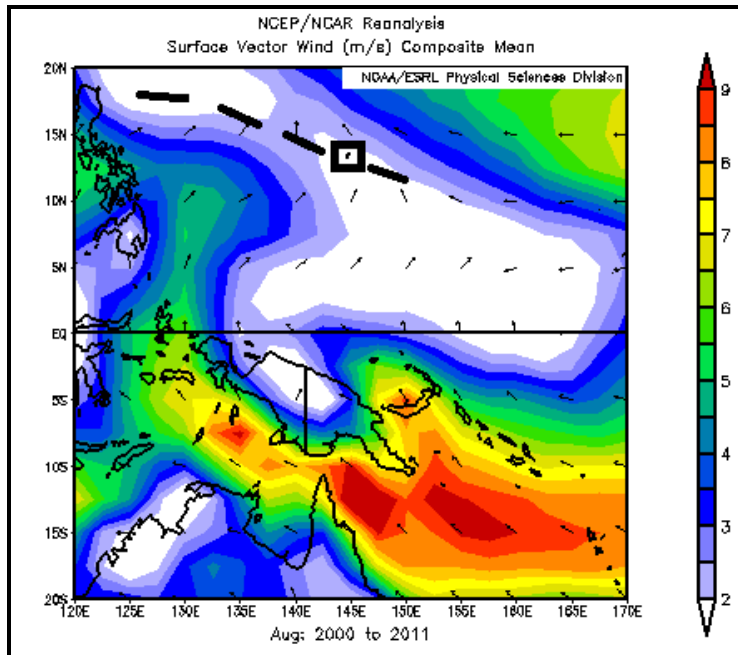 NCEP/NCAR Reanalysis
Surface Vector Wind (m/s) Composite Mean
NOAA/ESRL Physical Sciences Division
20N
15N
10N
5N
EQ
5S
10S
15S
20S
120E 125E 130E 135E 140E 145E 150E 155E 160E 165E 170E
Aug: 2000 to 2011
9
8
7
6
5
4
3
2